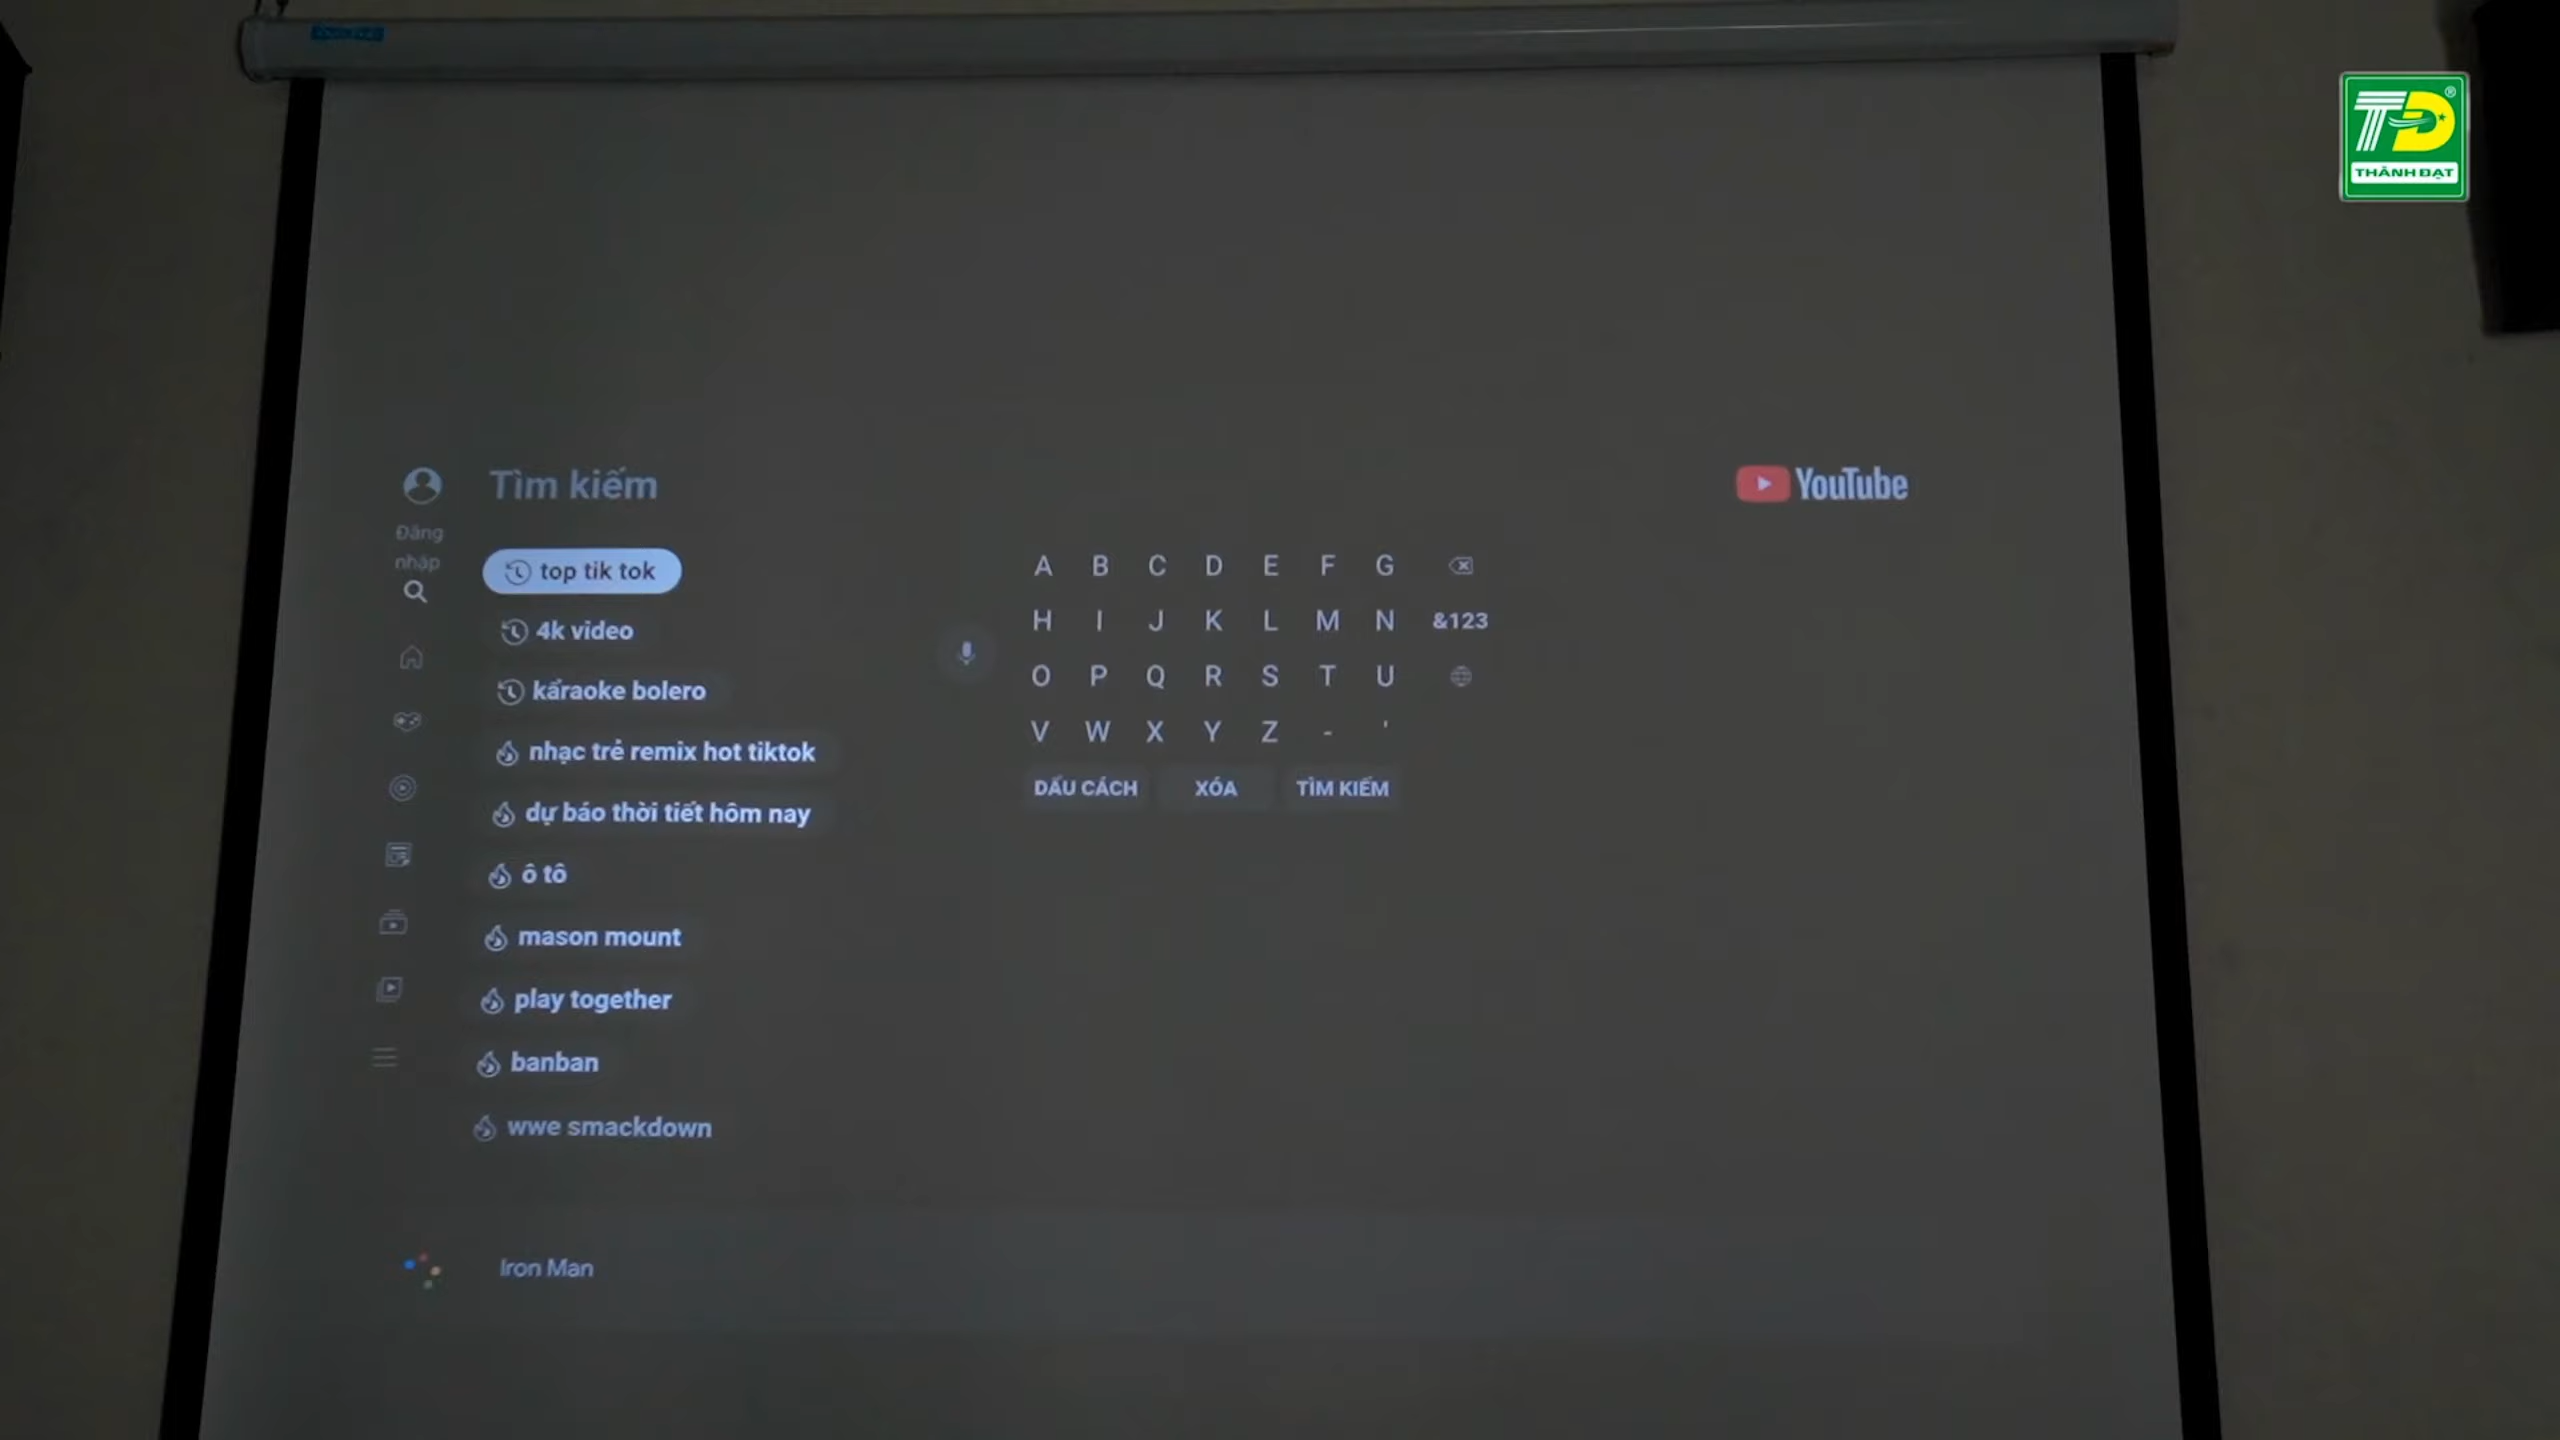 TD®
THÀNH ĐẠT
Tìm kiếm
YouTube
Đăng
nhập
top tik tok
4k video
karaoke bolero
nhạc trẻ remix hot tiktok
dự báo thời tiết hôm nay
ô tô
mason mount
play together
banban
wwe smackdown
A B C D E F G
H I J K L M N &123
O P Q R S T U
V W X Y Z - '
DẤU CÁCH XÓA TÌM KIẾM
Iron Man